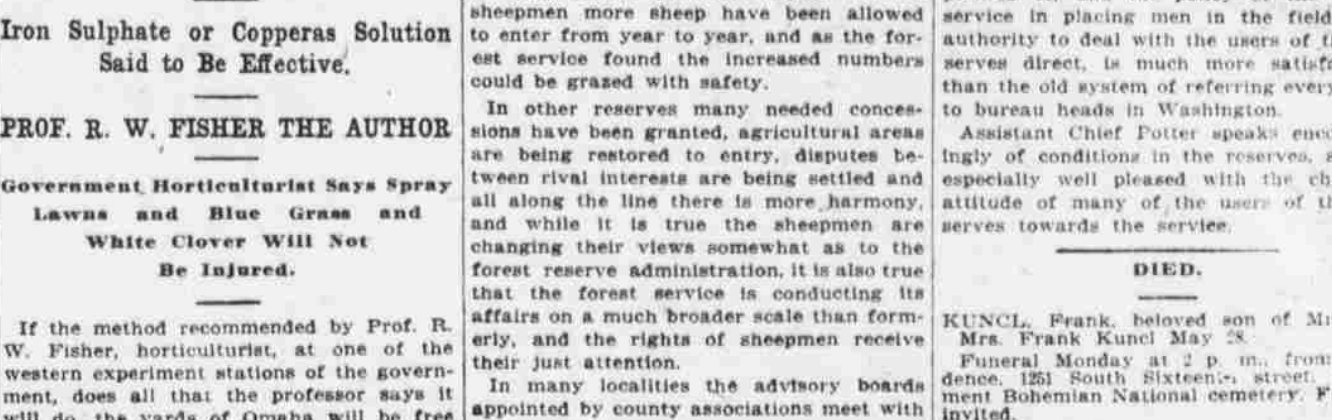 Iron Sulphate or Copperas Solution
Said to Be Effective.
PROF. R. W. FISHER THE AUTHOR
Government Horticulturist Says Spray
Lawns and Blue Grass and
White Clover Will Not
Be Injured.
If the method recommended by Prof. R.
W. Fisher, horticulturist, at one of the
western experiment stations of the govern-
ment, does all that the professor says it
will do, the yards of Omaha will be free
sheepmen more sheep have been allowed
to enter from year to year, and as the for-
est service found the increased numbers
could be grazed with safety.
In other reserves many needed conces-
sions have been granted, agricultural areas
are being restored to entry, disputes be-
tween rival interests are being settled and
all along the line there is more harmony,
and while it is true the sheepmen are
changing their views somewhat as to the
forest reserve administration, it is also true
that the forest service is conducting its
affairs on a much broader scale than form-
erly, and the rights of sheepmen receive
their just attention.
In many localities the advisory boards
appointed by county associations meet with
service in placing men in the field
authority to deal with the users of
serves direct, is much more
than the old system of referring
to bureau heads in Washington.
Assistant Chief Potter speaks
ingly of conditions in the reserves,
especially well pleased with the
attitude of many of the users of
serves towards the service.
DIED.
KUNCL, Frank, beloved son of
Mrs. Frank Kuncl May 28.
Funeral Monday at 2 p. m., from
dence, 1251 South Sixteenth street.
ment Bohemian National cemetery.
invited.